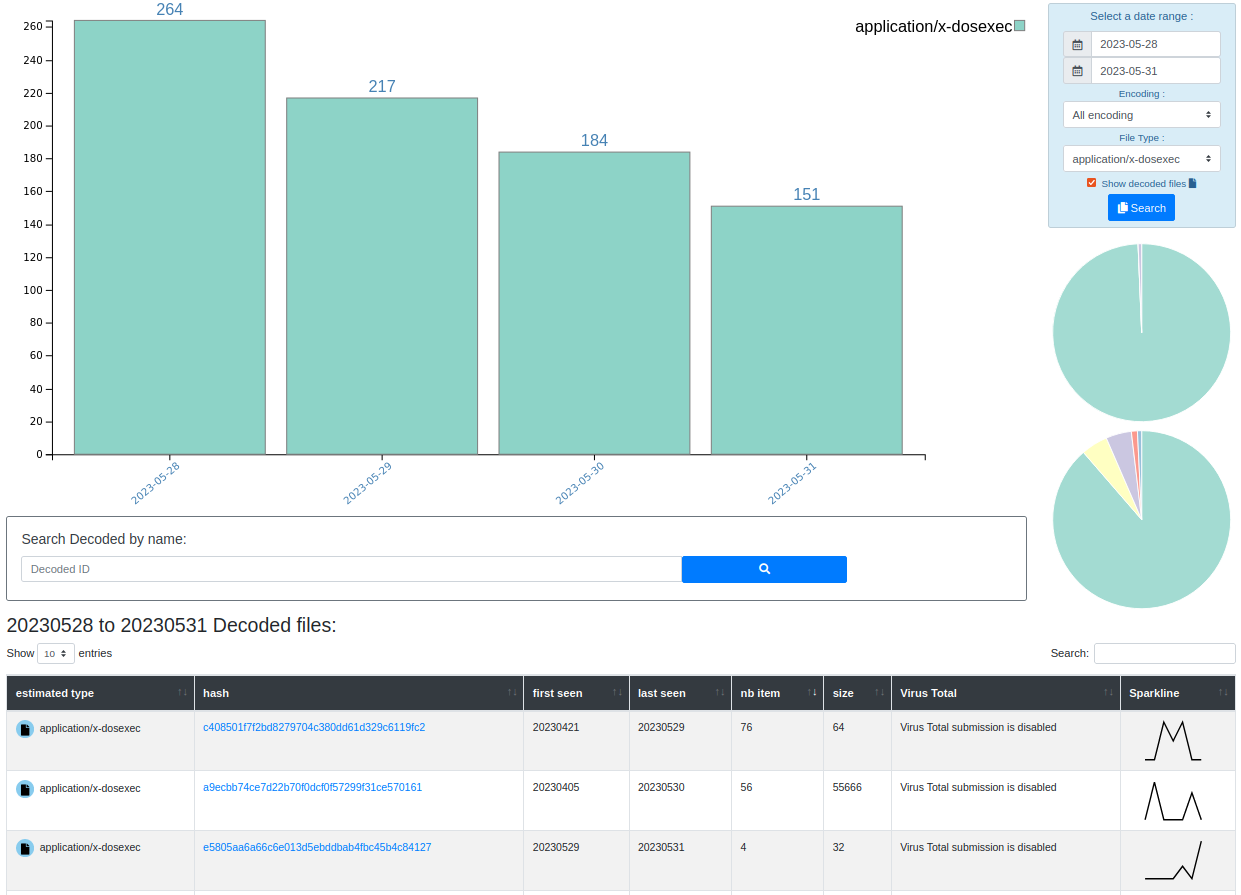 264
217
184
151
application/x-dosexec
260
240
220
200
180
160
140
120
100
80
60
40
20
0
2023-05-28
2023-05-29
2023-05-30
2023-05-31
Select a date range :
2023-05-28
2023-05-31
Encoding :
All encoding
File Type :
application/x-dosexec
Show decoded files
Search
Search Decoded by name:
Decoded ID
20230528 to 20230531 Decoded files:
Show 10 entries
Search:
estimated type hash first seen last seen nb item size Virus Total Sparkline
application/x-dosexec c408501f7f2bd8279704c380dd61d329c6119fc2 20230421 20230529 76 64 Virus Total submission is disabled
application/x-dosexec a9ecbb74ce7d22b70f0dcf0f57299f31ce570161 20230405 20230530 56 55666 Virus Total submission is disabled
application/x-dosexec e5805aa6a66c6e013d5ebddbab4fbc45b4c84127 20230529 20230531 4 32 Virus Total submission is disabled